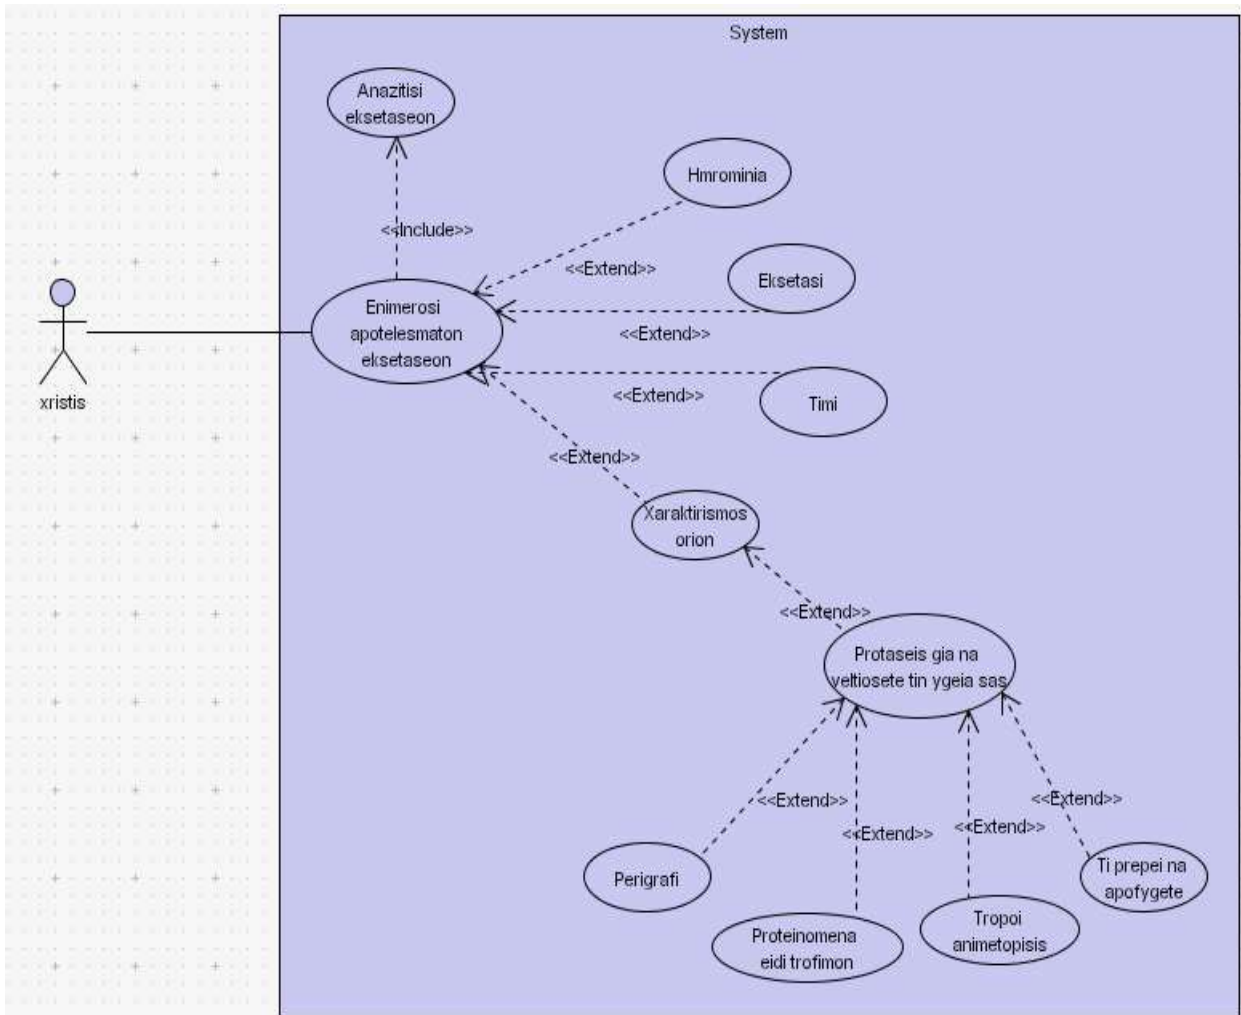 System
Anazitisi
eksetaseon
Hmrominia
<<Include>>
<<Extend>>
Eksetasi
Enimerosi
apotelesmaton
eksetaseon
<<Extend>>
<<Extend>>
Timi
xristis
<<Extend>>
Xaraktirismos
orion
<<Extend>>
Protaseis gia na
veltiosete tin ygeia sas
<<Extend>>
<<Extend>>
<<Extend>>
<<Extend>>
Perigrafi
Ti prepei na
apofygete
Proteinomena
eidi trofimon
Tropoi
animetopisis